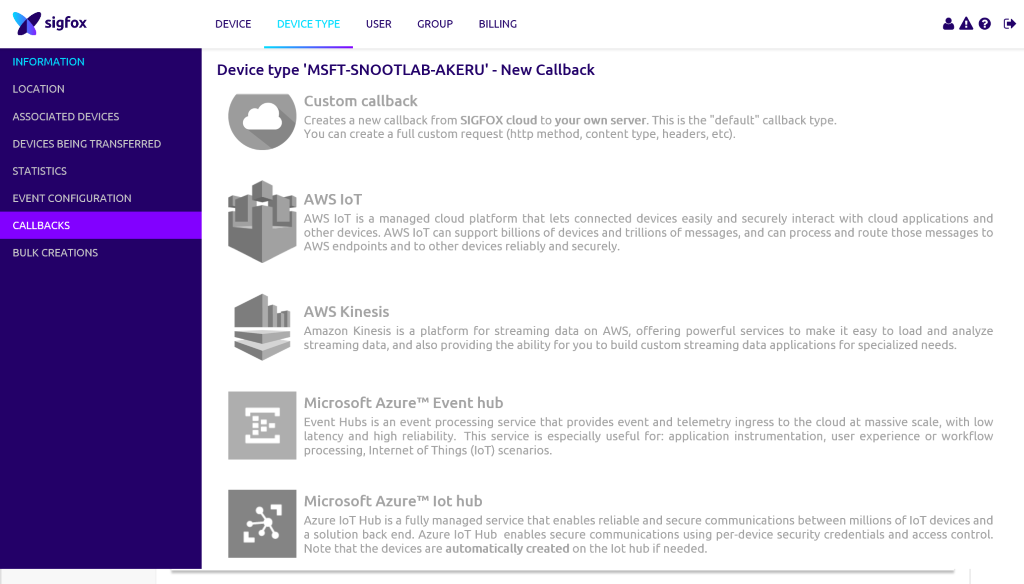 sigfox
DEVICE DEVICE TYPE USER GROUP BILLING
INFORMATION
LOCATION
ASSOCIATED DEVICES
DEVICES BEING TRANSFERRED
STATISTICS
EVENT CONFIGURATION
CALLBACKS
BULK CREATIONS
Device type 'MSFT-SNOOTLAB-AKERU' - New Callback
Custom callback
Creates a new callback from SIGFOX cloud to your own server. This is the "default" callback type.
You can create a full custom request (http method, content type, headers, etc).
AWS IoT
AWS IoT is a managed cloud platform that lets connected devices easily and securely interact with cloud applications and
other devices. AWS IoT can support billions of devices and trillions of messages, and can process and route those messages to
AWS endpoints and to other devices reliably and securely.
AWS Kinesis
Amazon Kinesis is a platform for streaming data on AWS, offering powerful services to make it easy to load and analyze
streaming data, and also providing the ability for you to build custom streaming data applications for specialized needs.
Microsoft Azure™ Event hub
Event Hubs is an event processing service that provides event and telemetry ingress to the cloud at massive scale, with low
latency and high reliability. This service is especially useful for: application instrumentation, user experience or workflow
processing, Internet of Things (IoT) scenarios.
Microsoft Azure™ Iot hub
Azure IoT Hub is a fully managed service that enables reliable and secure communications between millions of IoT devices and
a solution back end. Azure IoT Hub enables secure communications using per-device security credentials and access control.
Note that the devices are automatically created on the Iot hub if needed.